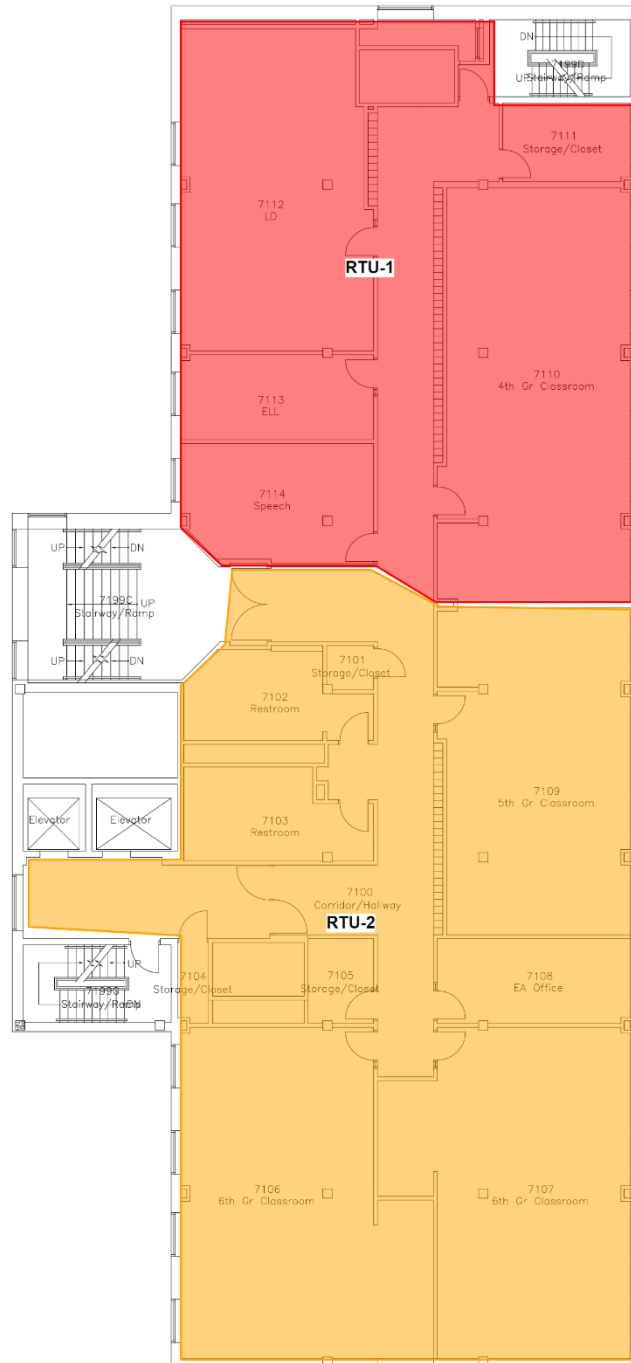 DN
7199D
UP
Stairway/Ramp
7111
Storage/Closet
7112
LD
RTU-1
7110
4th Gr Classroom
7113
ELL
7114
Speech
UP
DN
7199C
UP
Stairway/Ramp
UP
DN
7101
Storage/Closet
7102
Restroom
7109
5th Gr Classroom
Elevator
Elevator
7103
Restroom
7100
Corridor/Hallway
RTU-2
UP
7199G
DN
Stairway/Ramp
7104
Storage/Closet
7105
Storage/Closet
7108
EA Office
7106
6th Gr Classroom
7107
6th Gr Classroom